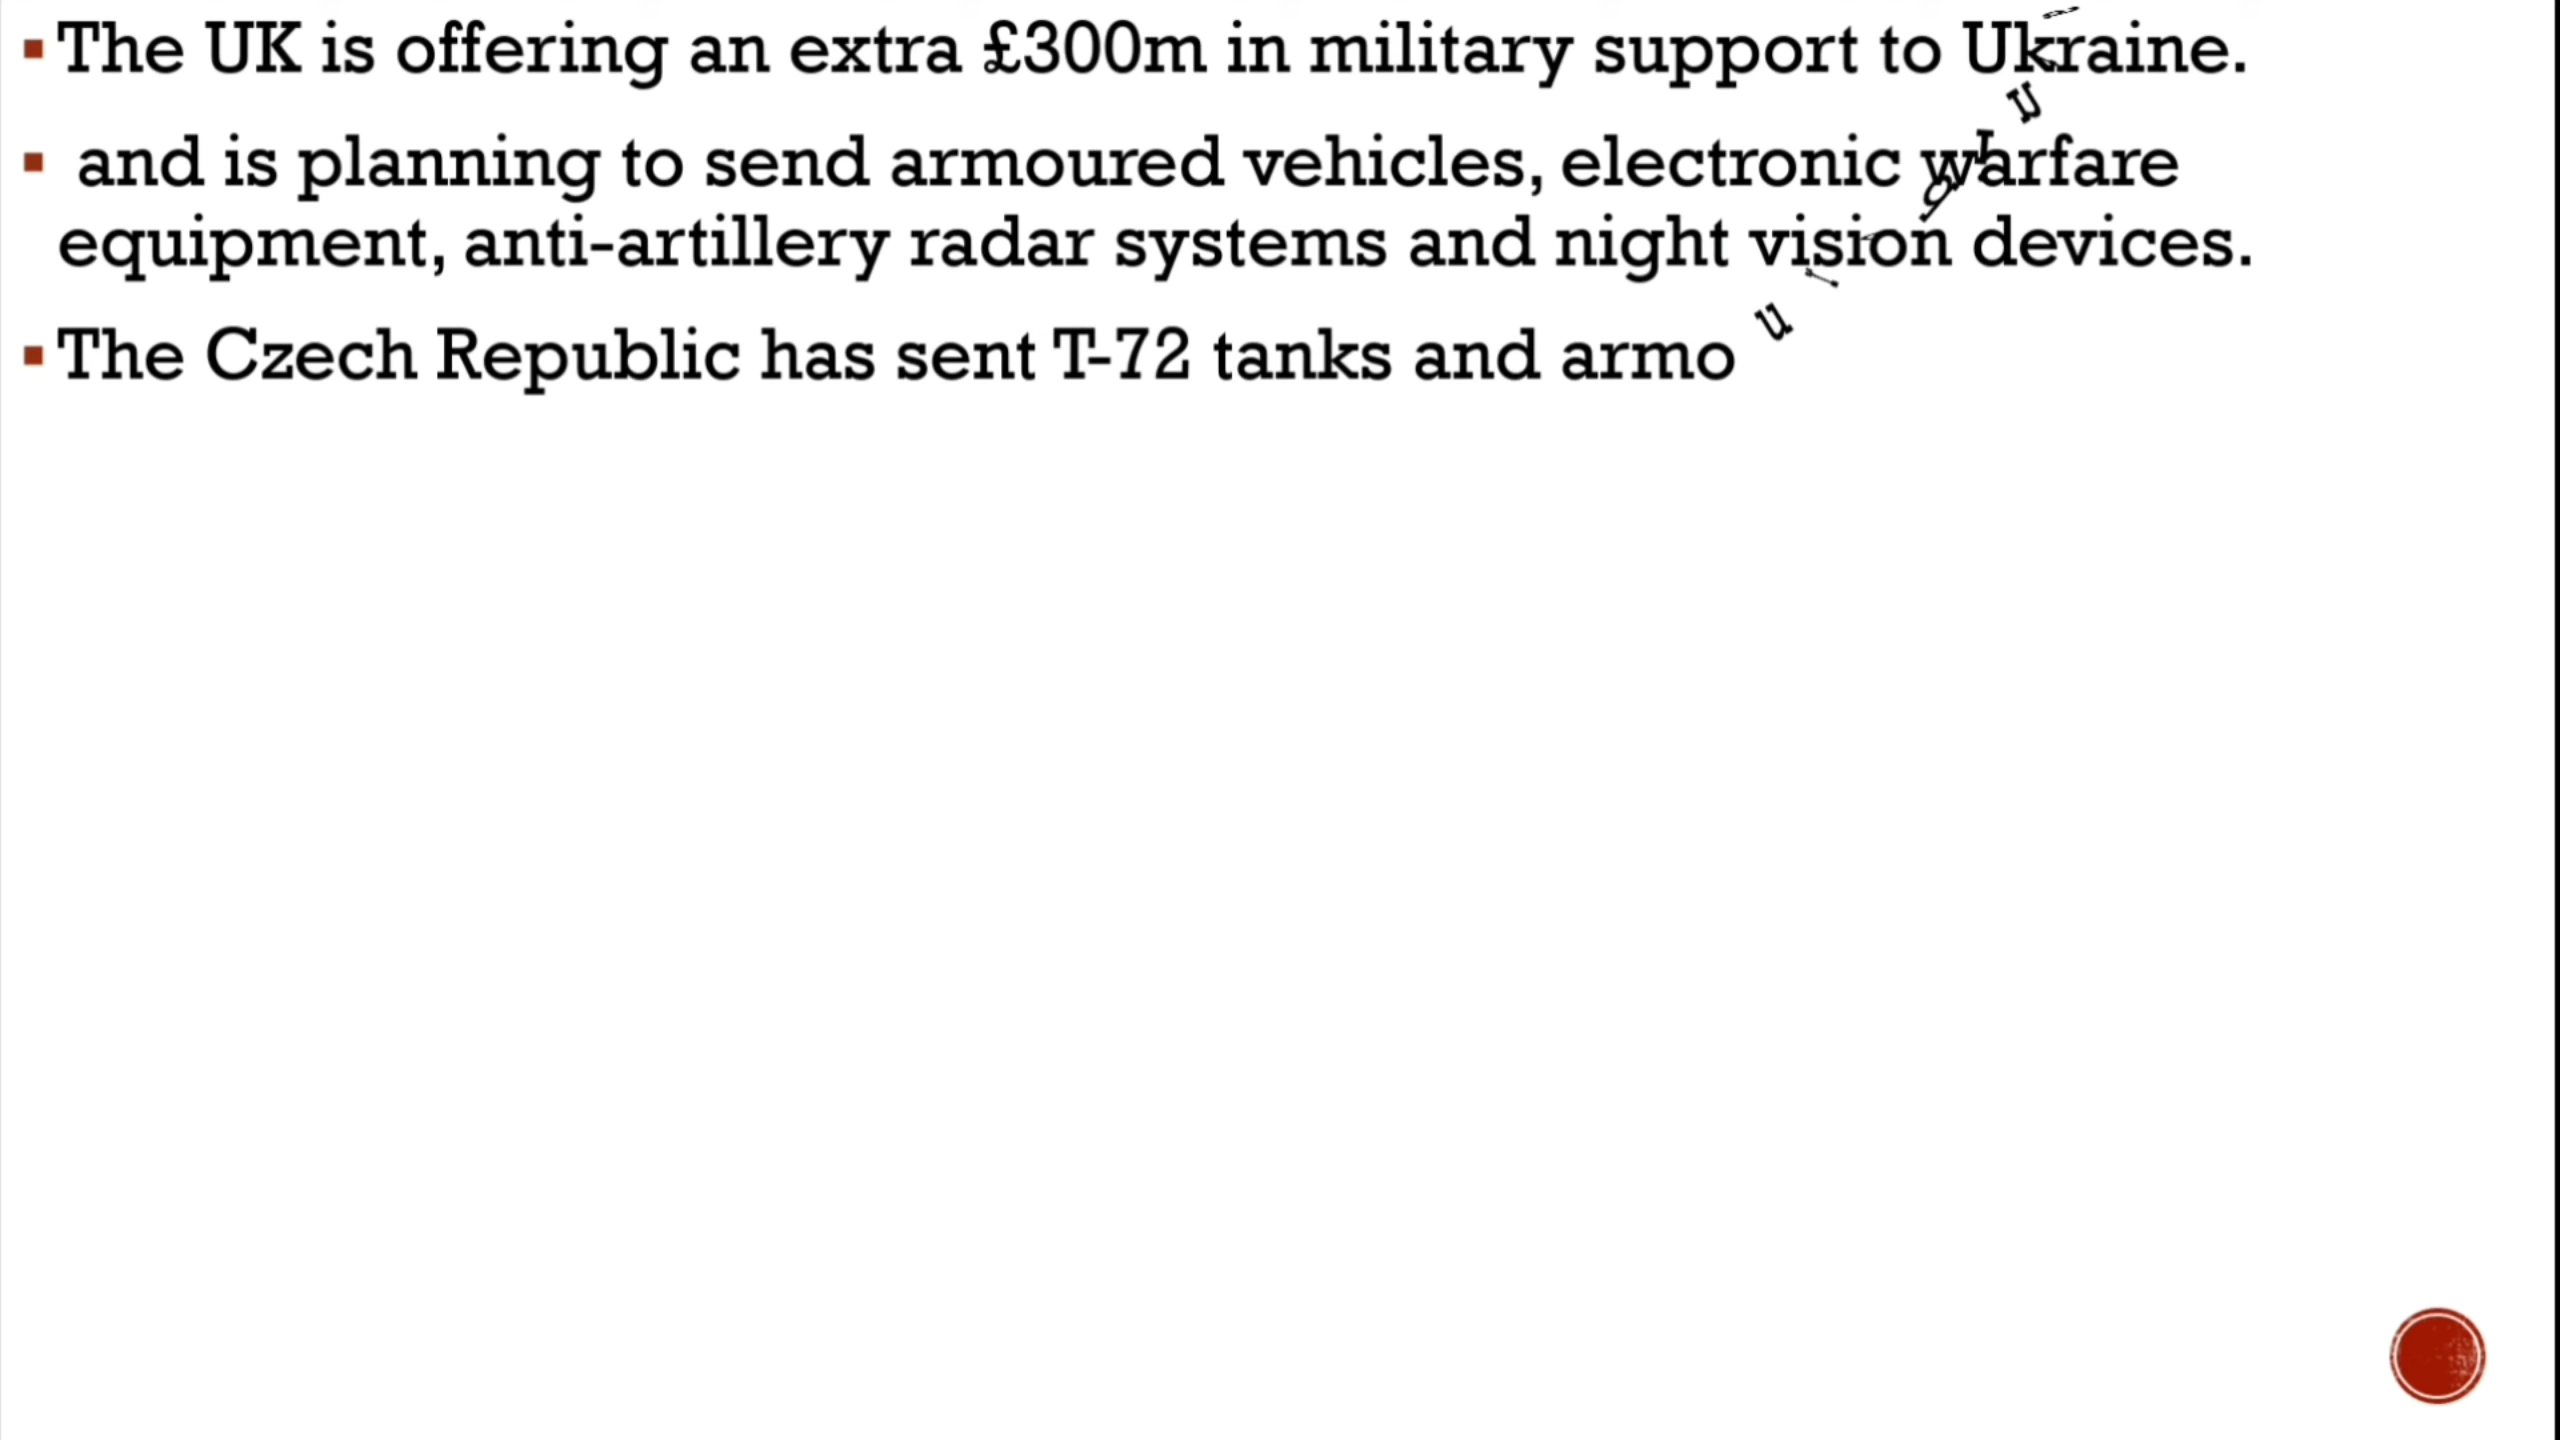 The UK is offering an extra £300m in military support to Ukraine.
and is planning to send armoured vehicles, electronic warfare
equipment, anti-artillery radar systems and night vision devices.
The Czech Republic has sent T-72 tanks and armo